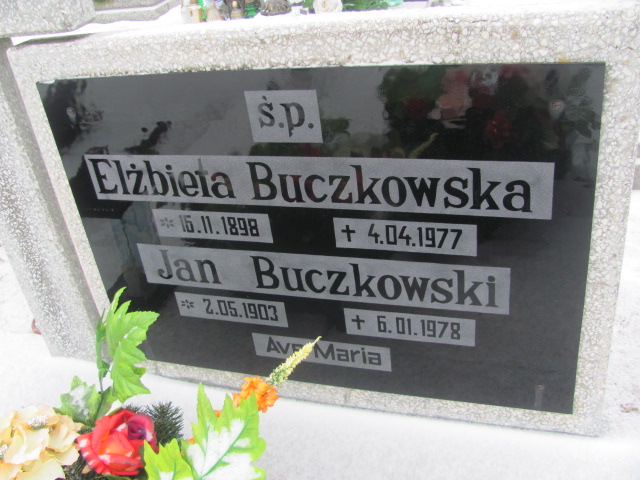 ś.p.
Elżbieta Buczkowska
* 16.11.1898 + 4.04.1977
Jan Buczkowski
* 2.05.1903 + 6.01.1978
Ave Maria